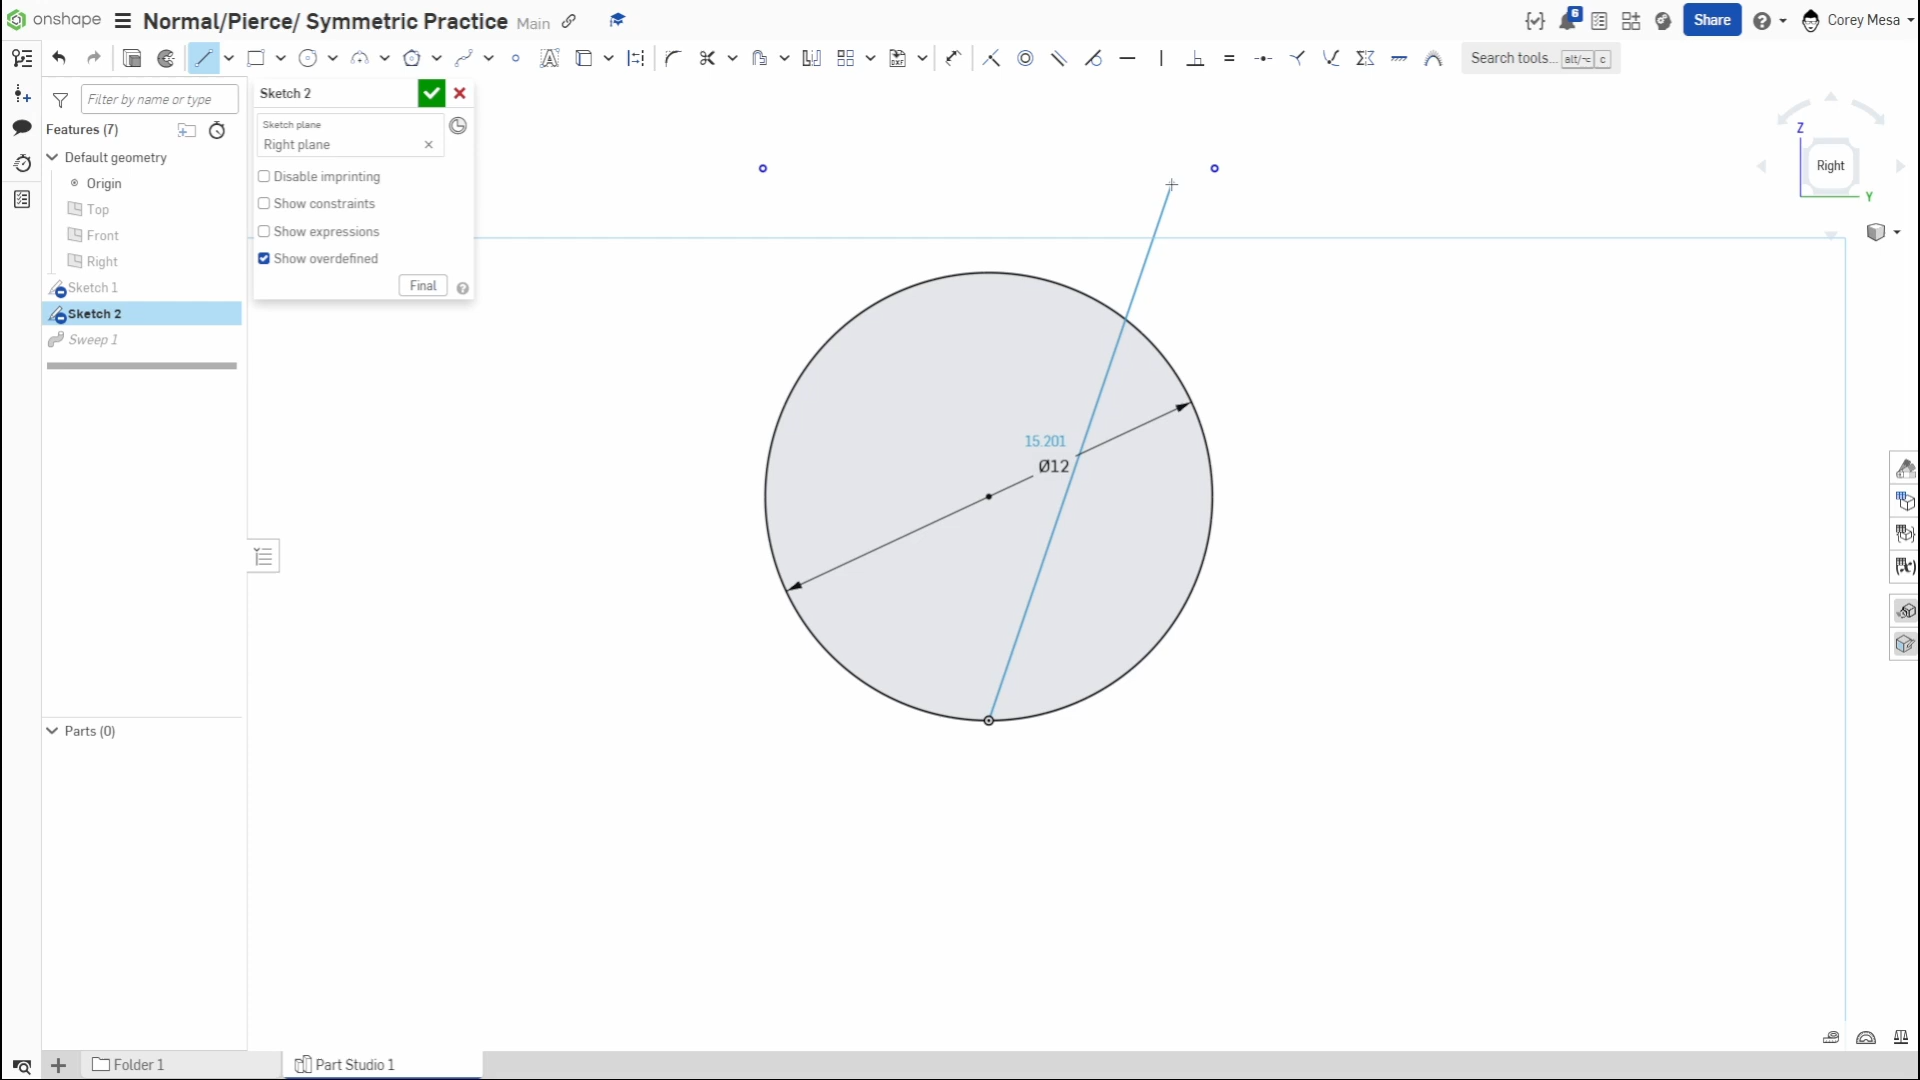 onshape Normal/Pierce/ Symmetric Practice Main
6 Share Corey Mesa
Search tools... alt/⌥ c
Filter by name or type
Features (7)
Default geometry
Origin
Top
Front
Right
Sketch 1
Sketch 2
Sweep 1
Parts (0)
Sketch 2
Sketch plane
Right plane
Disable imprinting
Show constraints
Show expressions
Show overdefined
Final
15.201
Ø12
Z
Right
Y
Folder 1
Part Studio 1